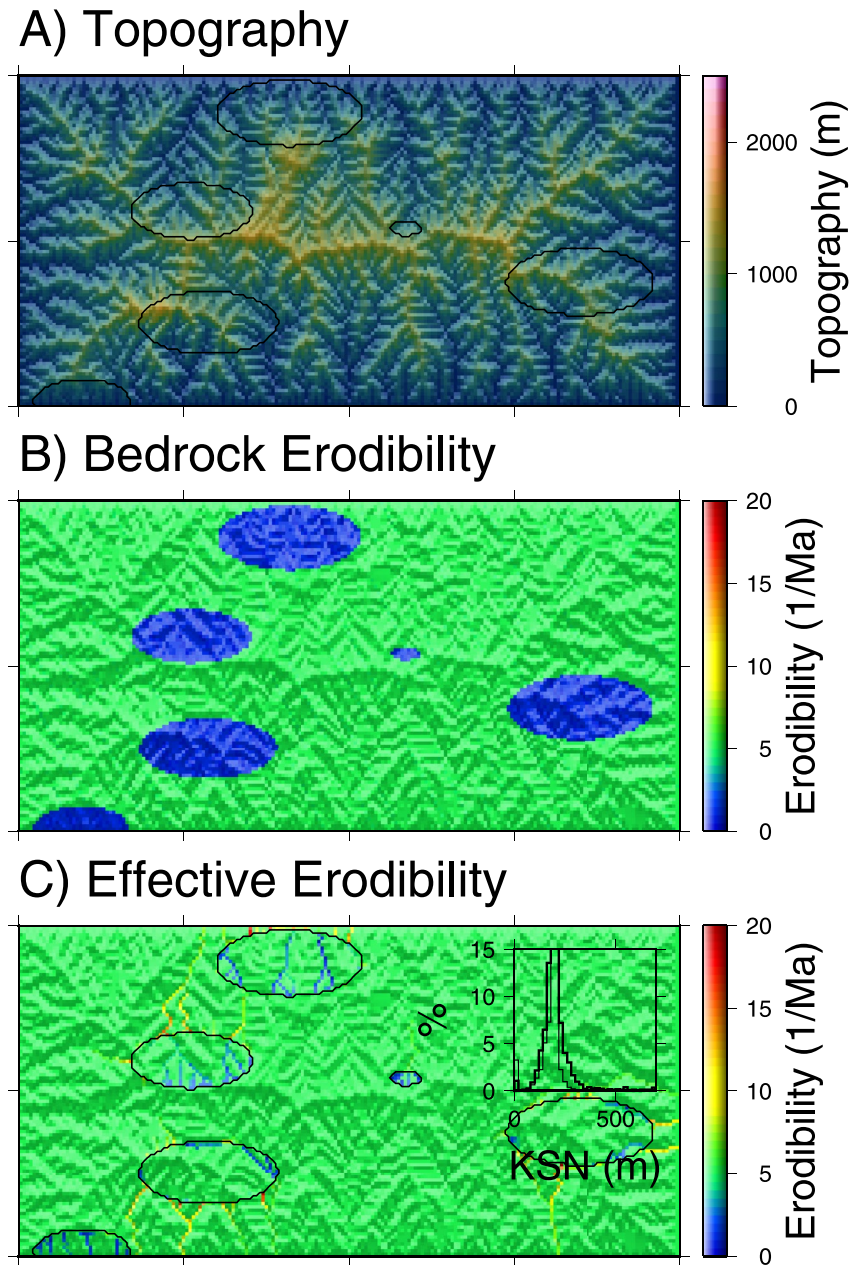 A) Topography
2000
1000
0
Topography (m)
B) Bedrock Erodibility
20
15
10
5
0
Erodibility (1/Ma)
C) Effective Erodibility
15
10
5
0
%
0 500
KSN (m)
20
15
10
5
0
Erodibility (1/Ma)